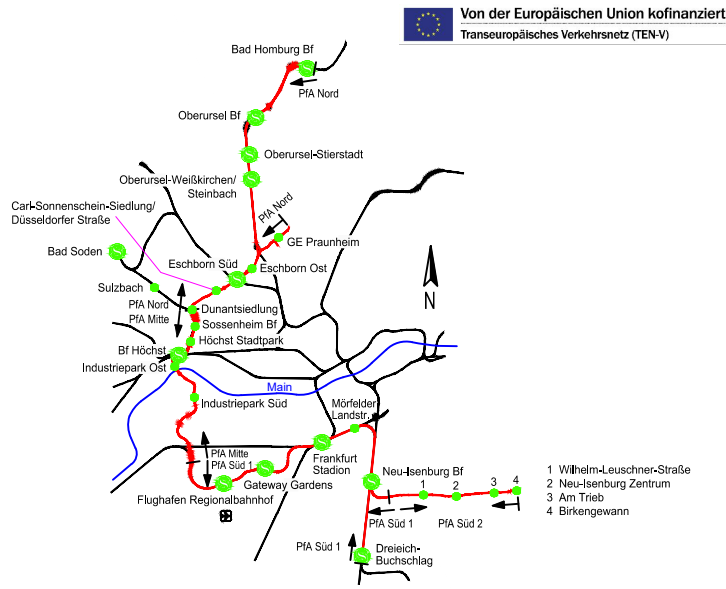 Von der Europäischen Union kofinanziert
Transeuropäisches Verkehrsnetz (TEN-V)
Bad Homburg Bf
PfA Nord
Oberursel Bf
Oberursel-Stierstadt
Oberursel-Weißkirchen/
Steinbach
Carl-Sonnenschein-Siedlung/
Düsseldorfer Straße
PfA Nord
GE Praunheim
Bad Soden
Eschborn Süd
Eschborn Ost
Sulzbach
PfA Nord
PfA Mitte
Dunantsiedlung
Sossenheim Bf
Höchst Stadtpark
N
Bf Höchst
Industriepark Ost
Main
Industriepark Süd
Mörfelder
Landstr.
PfA Mitte
PfA Süd 1
Frankfurt
Stadion
Gateway Gardens
Flughafen Regionalbahnhof
Neu-Isenburg Bf
1 2 3 4
1 Wilhelm-Leuschner-Straße
2 Neu-Isenburg Zentrum
3 Am Trieb
4 Birkengewann
PfA Süd 1
PfA Süd 2
PfA Süd 1
Dreieich-
Buchschlag